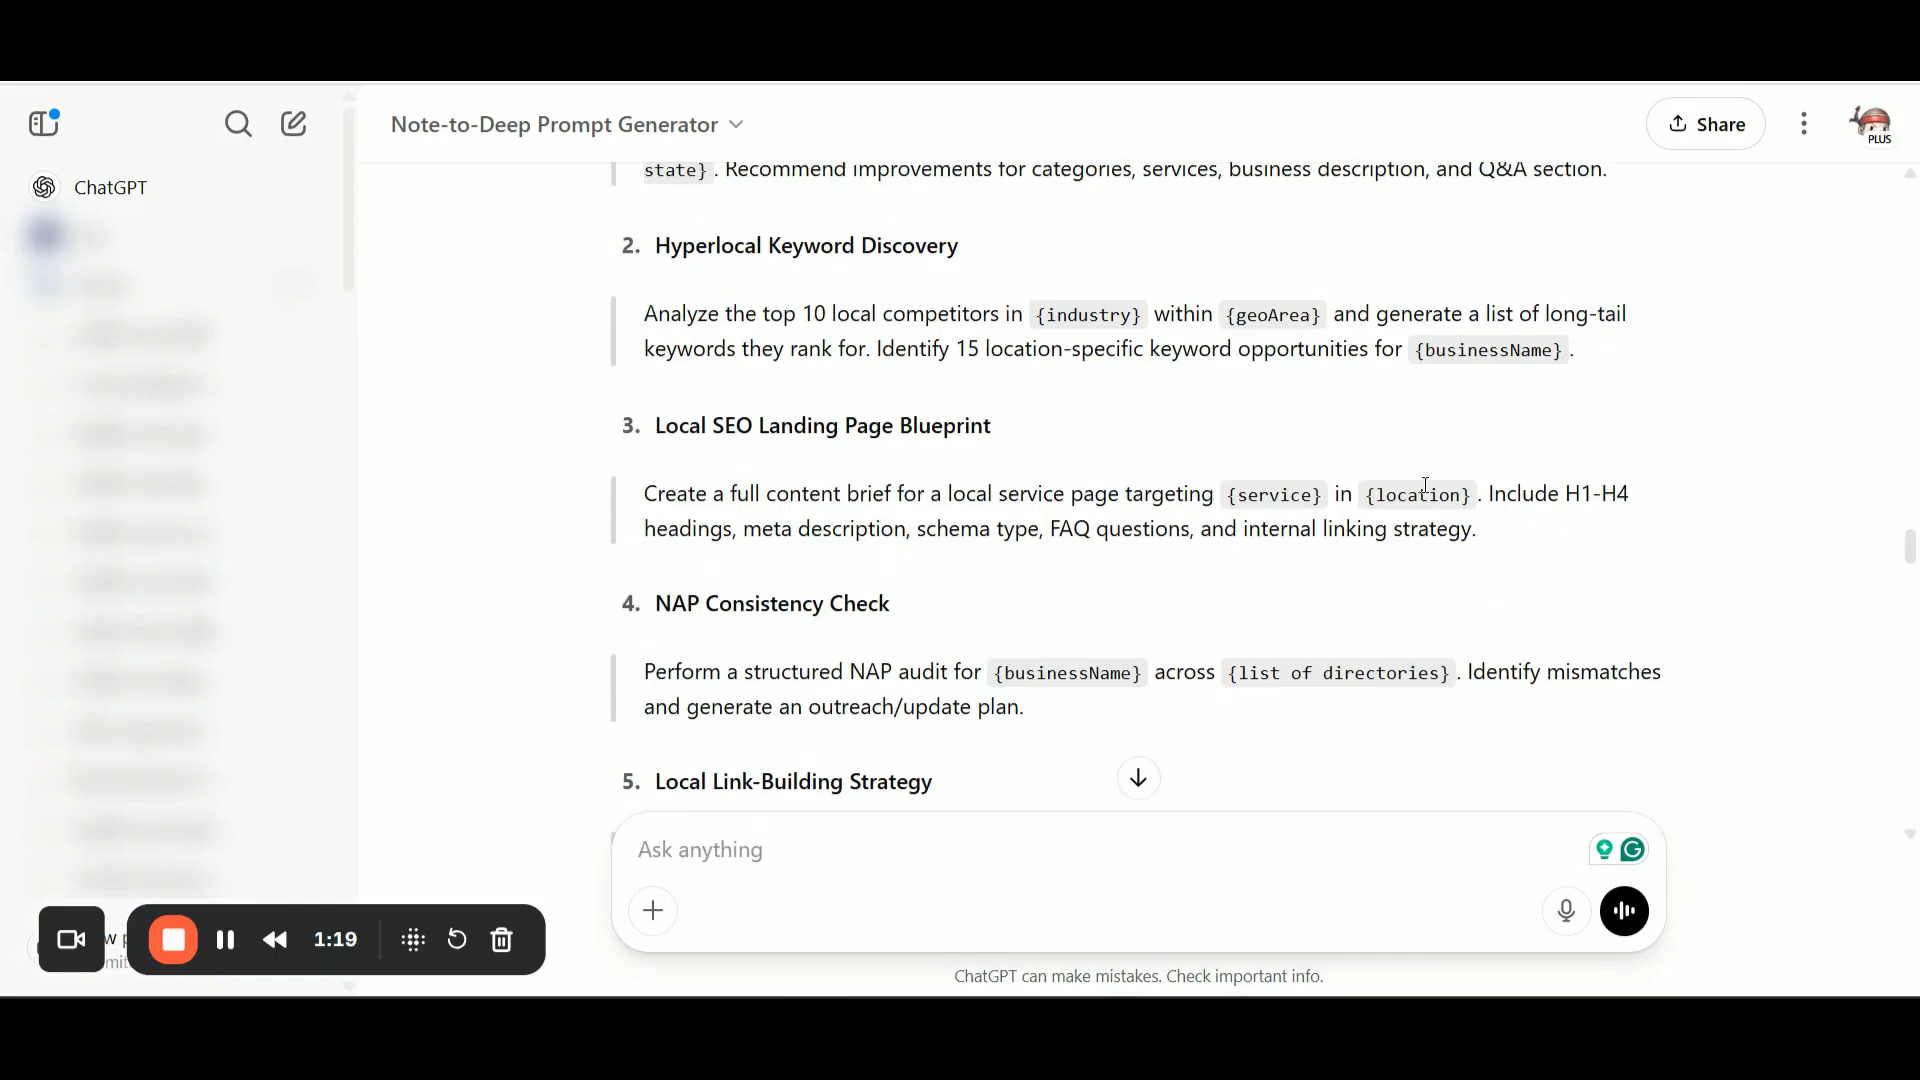 Note-to-Deep Prompt Generator
Share
PLUS
ChatGPT
state} . Recommend improvements for categories, services, business description, and Q&A section.
2. Hyperlocal Keyword Discovery
Analyze the top 10 local competitors in {industry} within {geoArea} and generate a list of long-tail
keywords they rank for. Identify 15 location-specific keyword opportunities for {businessName} .
3. Local SEO Landing Page Blueprint
Create a full content brief for a local service page targeting {service} in {location} . Include H1-H4
headings, meta description, schema type, FAQ questions, and internal linking strategy.
4. NAP Consistency Check
Perform a structured NAP audit for {businessName} across {list of directories} . Identify mismatches
and generate an outreach/update plan.
5. Local Link-Building Strategy
Ask anything
1:19
ChatGPT can make mistakes. Check important info.